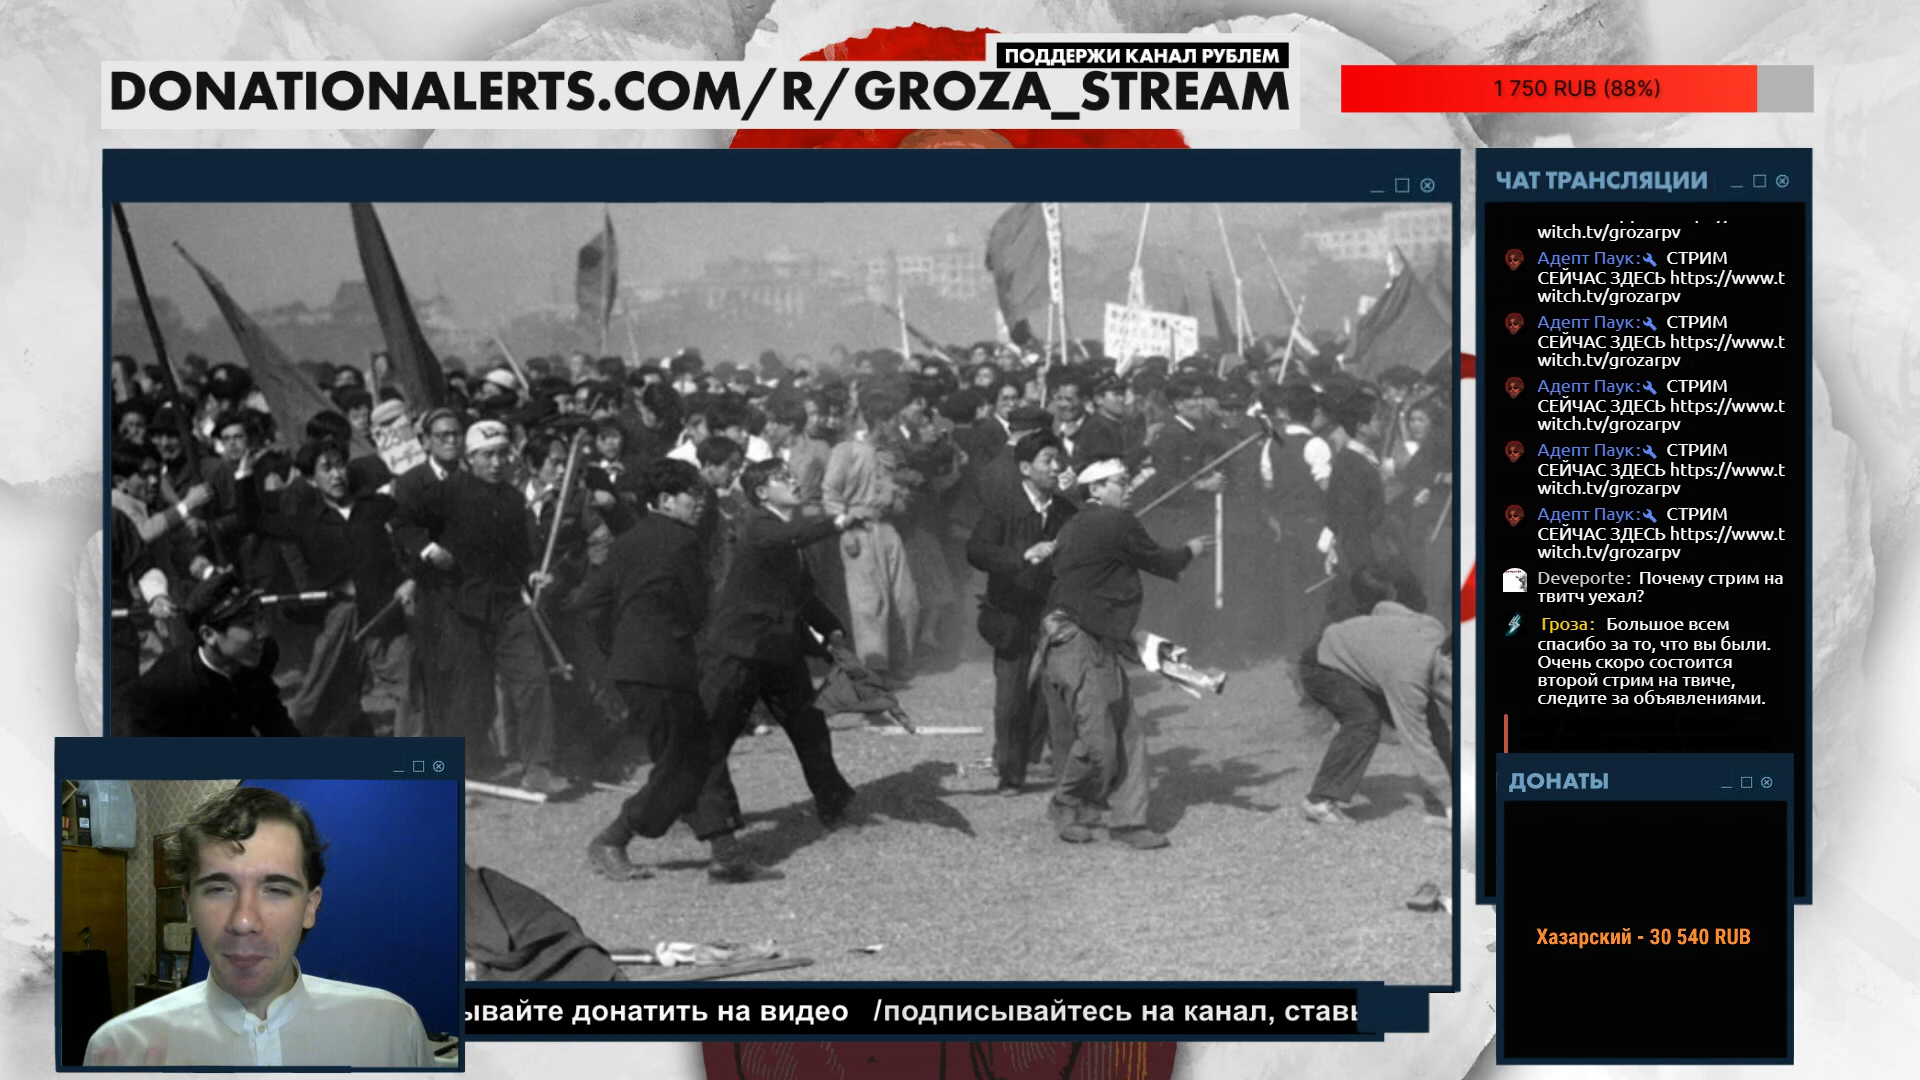 ПОДДЕРЖИ КАНАЛ РУБЛЕМ
DONATIONALERTS.COM/R/GROZA_STREAM
1 750 RUB (88%)
ЧАТ ТРАНСЛЯЦИИ
witch.tv/grozarpv
Адепт Паук: СТРИМ
СЕЙЧАС ЗДЕСЬ https://www.t
witch.tv/grozarpv
Адепт Паук: СТРИМ
СЕЙЧАС ЗДЕСЬ https://www.t
witch.tv/grozarpv
Адепт Паук: СТРИМ
СЕЙЧАС ЗДЕСЬ https://www.t
witch.tv/grozarpv
Адепт Паук: СТРИМ
СЕЙЧАС ЗДЕСЬ https://www.t
witch.tv/grozarpv
Адепт Паук: СТРИМ
СЕЙЧАС ЗДЕСЬ https://www.t
witch.tv/grozarpv
Deveporte: Почему стрим на
твитч уехал?
Гроза: Большое всем
спасибо за то, что вы были.
Очень скоро состоится
второй стрим на твиче,
следите за объявлениями.
ДОНАТЫ
Хазарский - 30 540 RUB
ывайте донатить на видео /подписывайтесь на канал, ставь